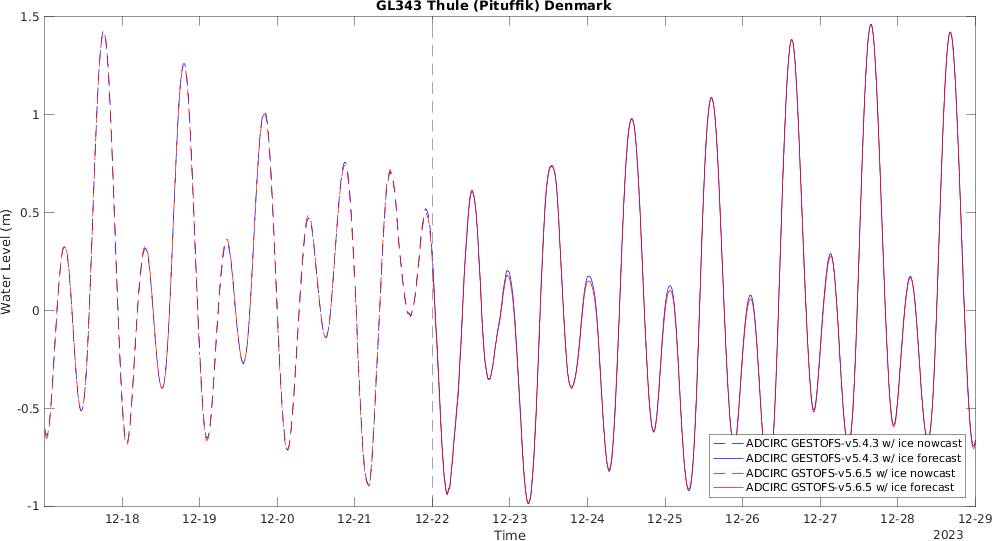 GL343 Thule (Pituffik) Denmark
1.5
1
0.5
0
-0.5
-1
Water Level (m)
ADCIRC GESTOFS-v5.4.3 w/ ice nowcast
ADCIRC GESTOFS-v5.4.3 w/ ice forecast
ADCIRC GSTOFS-v5.6.5 w/ ice nowcast
ADCIRC GSTOFS-v5.6.5 w/ ice forecast
12-18 12-19 12-20 12-21 12-22 12-23 12-24 12-25 12-26 12-27 12-28 12-29
Time
2023